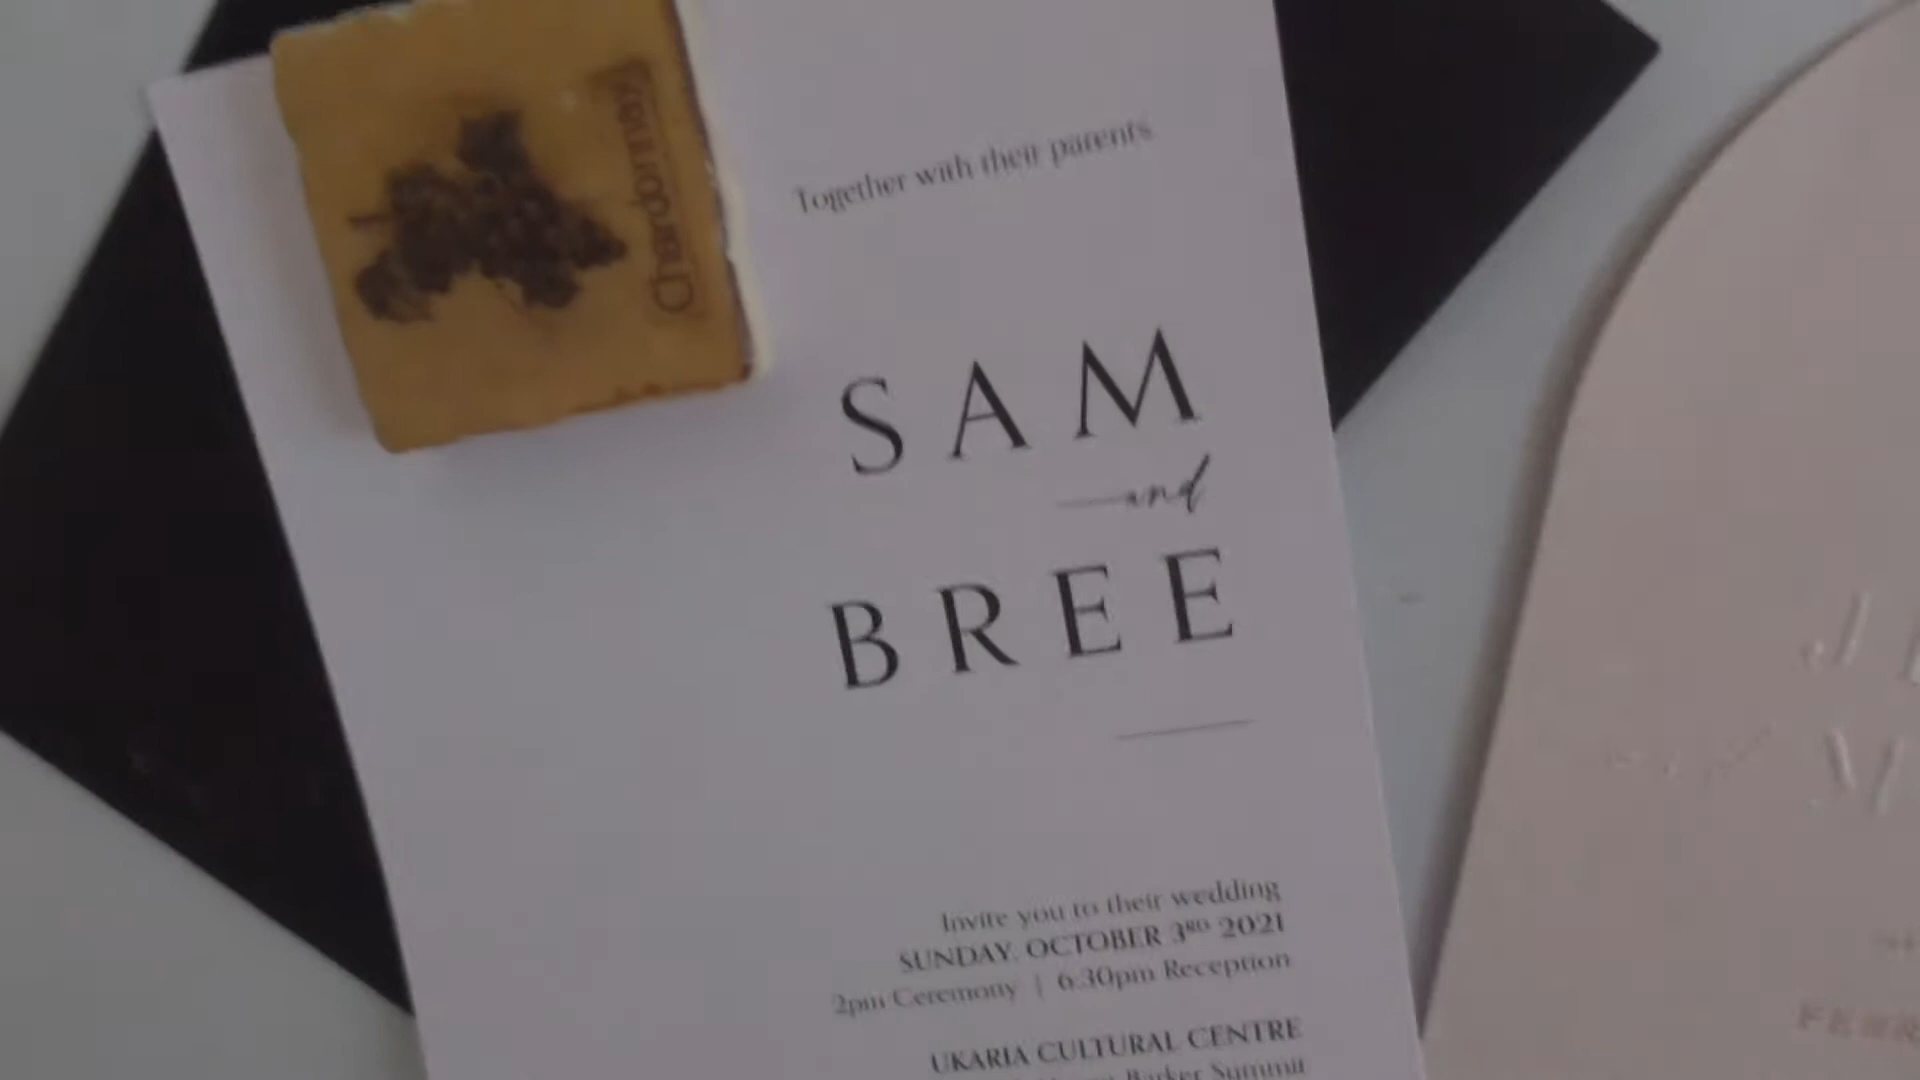 Chardonnay
Together with their parents
SAM
and
BREE
Invite you to their wedding
SUNDAY, OCTOBER 3RD 2021
2pm Ceremony | 6:30pm Reception
UKARIA CULTURAL CENTRE
Barker Summit